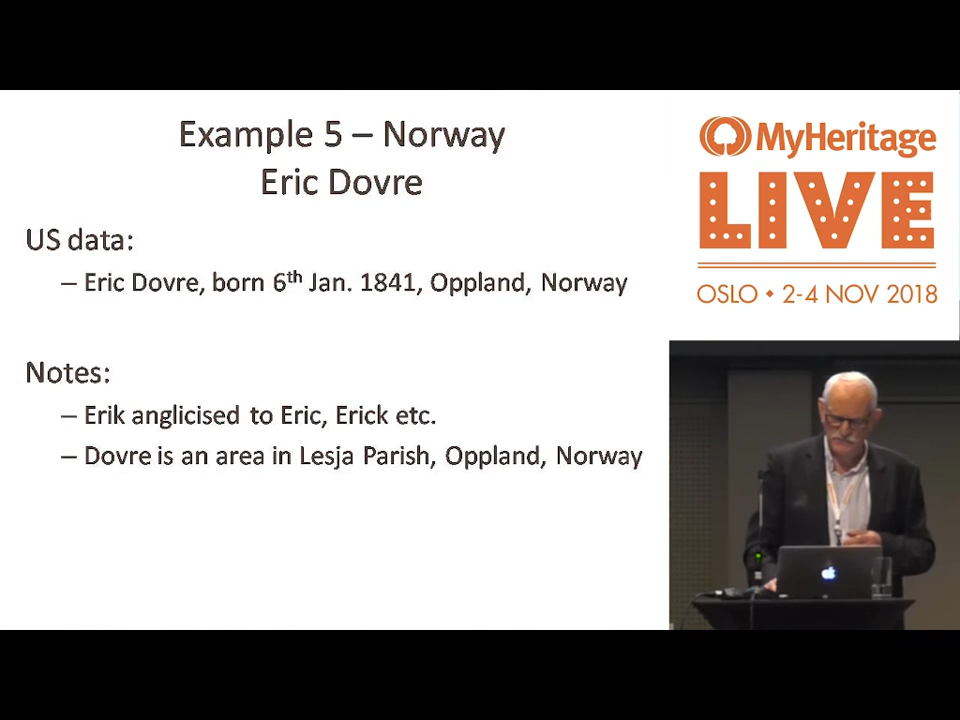 Example 5 – Norway
Eric Dovre
US data:
– Eric Dovre, born 6th Jan. 1841, Oppland, Norway
Notes:
– Erik anglicised to Eric, Erick etc.
– Dovre is an area in Lesja Parish, Oppland, Norway
MyHeritage
LIVE
OSLO • 2-4 NOV 2018